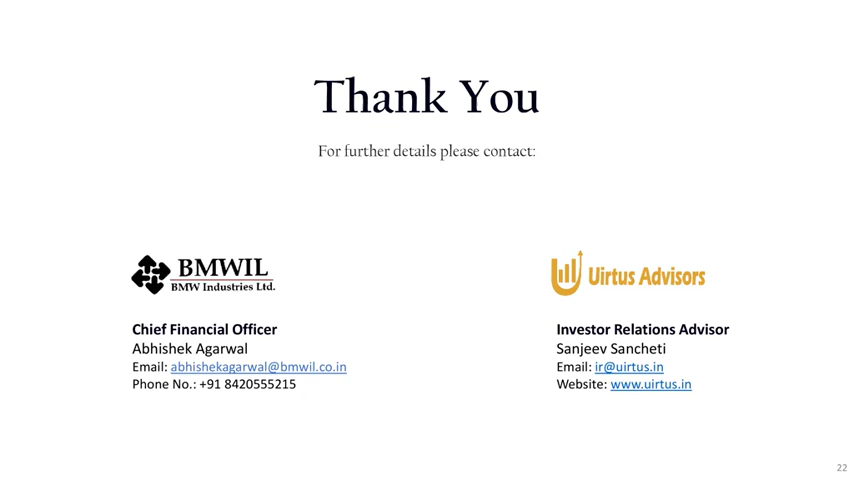 Thank You
For further details please contact:
BMWIL
BMW Industries Ltd.
Chief Financial Officer
Abhishek Agarwal
Email: abhishekagarwal@bmwil.co.in
Phone No.: +91 8420555215
Uirtus Advisors
Investor Relations Advisor
Sanjeev Sancheti
Email: ir@uirtus.in
Website: www.uirtus.in
22